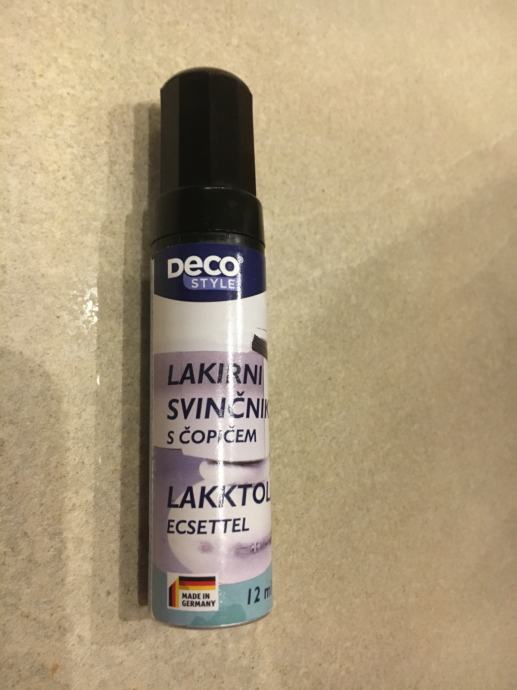 Deco®
STYLE
LAKIRNI
SVINČNIK
S ČOPIČEM
LAKKTOL
ECSETTEL
MADE IN
GERMANY
12 m